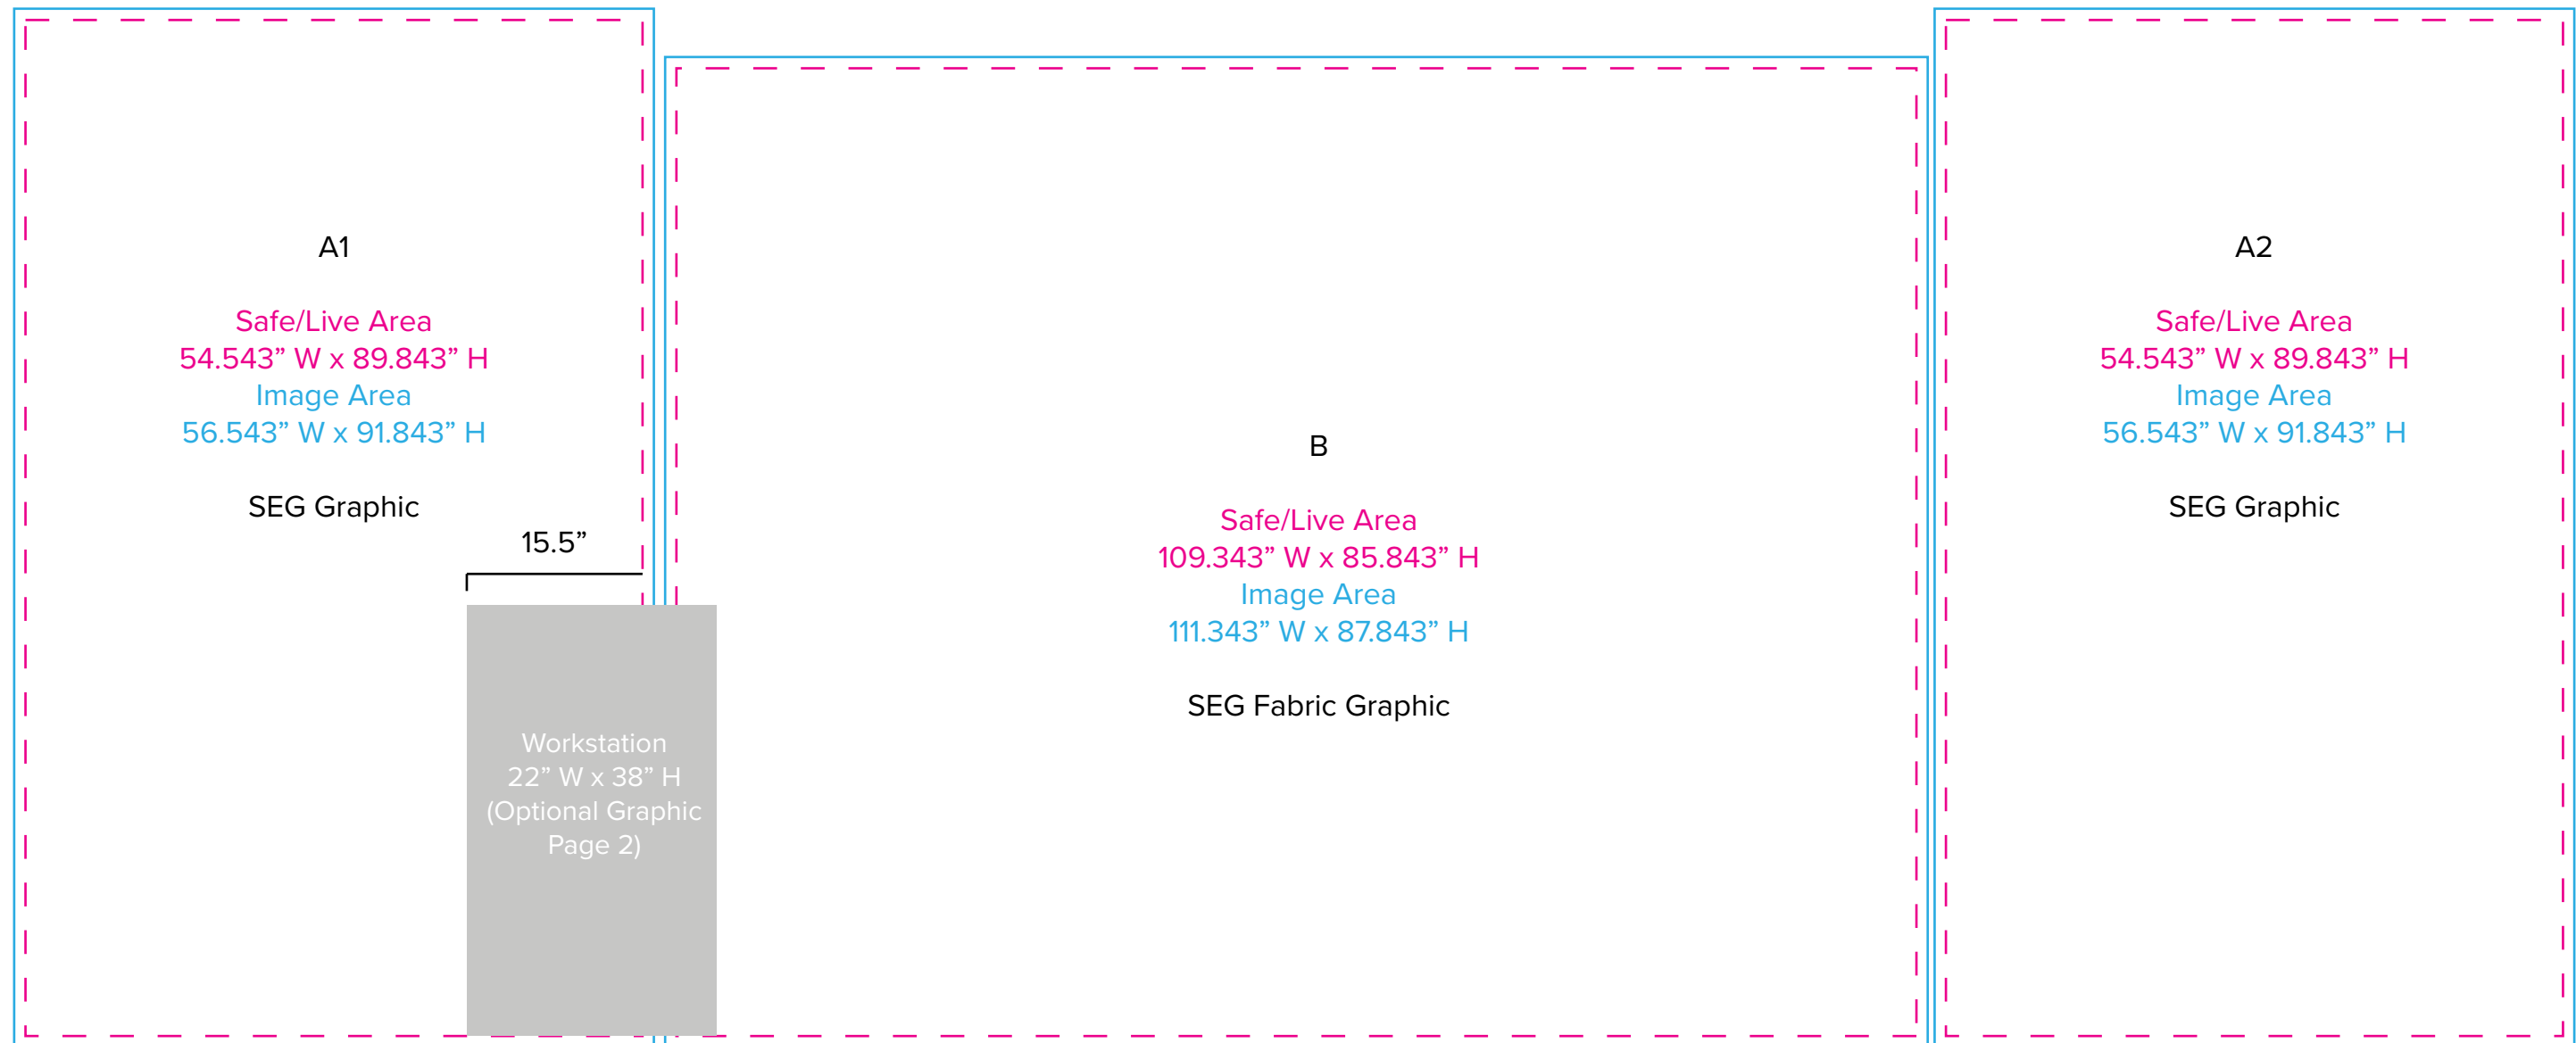 A1
Safe/Live Area
54.543” W x 89.843” H
Image Area
56.543” W x 91.843” H
SEG Graphic
15.5”
Workstation
22” W x 38” H
(Optional Graphic
Page 2)
B
Safe/Live Area
109.343” W x 85.843” H
Image Area
111.343” W x 87.843” H
SEG Fabric Graphic
A2
Safe/Live Area
54.543” W x 89.843” H
Image Area
56.543” W x 91.843” H
SEG Graphic